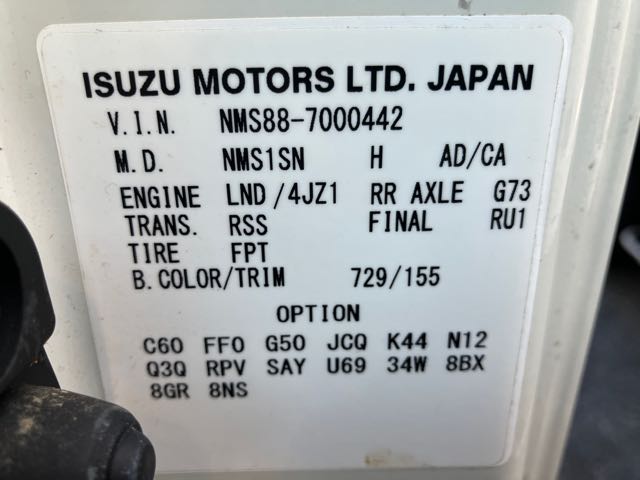 ISUZU MOTORS LTD. JAPAN
V.I.N. NMS88-7000442
M.D. NMS1SN H AD/CA
ENGINE LND/4JZ1 RR AXLE G73
TRANS. RSS FINAL RU1
TIRE FPT
B.COLOR/TRIM 729/155
OPTION
C60 FF0 G50 JCQ K44 N12
Q3Q RPV SAY U69 34W 8BX
8GR 8NS